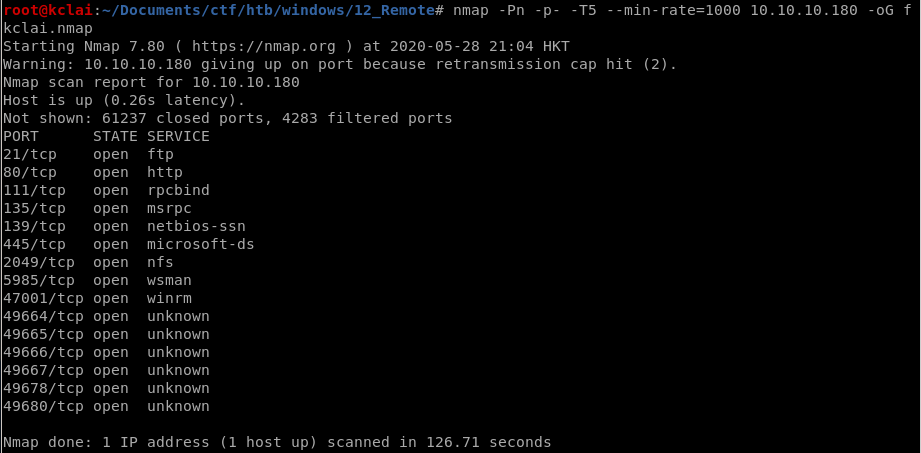 root@kclai:~/Documents/ctf/htb/windows/12_Remote# nmap -Pn -p- -T5 --min-rate=1000 10.10.10.180 -oG f
kclai.nmap
Starting Nmap 7.80 ( https://nmap.org ) at 2020-05-28 21:04 HKT
Warning: 10.10.10.180 giving up on port because retransmission cap hit (2).
Nmap scan report for 10.10.10.180
Host is up (0.26s latency).
Not shown: 61237 closed ports, 4283 filtered ports
PORT      STATE SERVICE
21/tcp    open  ftp
80/tcp    open  http
111/tcp   open  rpcbind
135/tcp   open  msrpc
139/tcp   open  netbios-ssn
445/tcp   open  microsoft-ds
2049/tcp  open  nfs
5985/tcp  open  wsman
47001/tcp open  winrm
49664/tcp open  unknown
49665/tcp open  unknown
49666/tcp open  unknown
49667/tcp open  unknown
49678/tcp open  unknown
49680/tcp open  unknown
Nmap done: 1 IP address (1 host up) scanned in 126.71 seconds